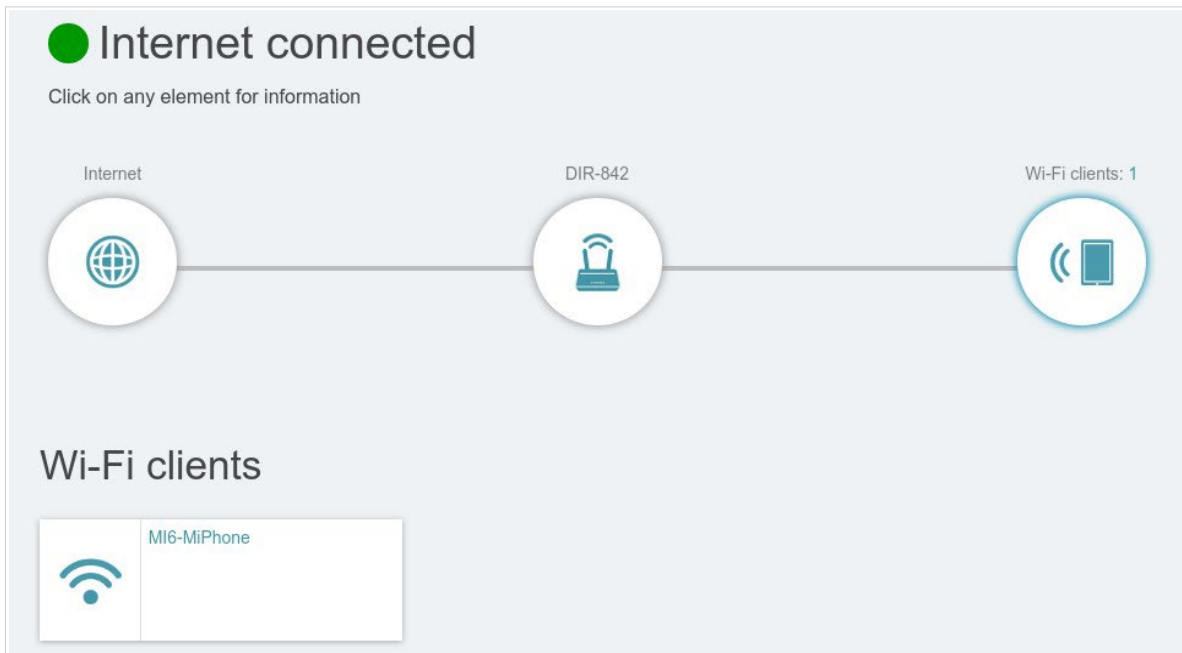 Internet connected
Click on any element for information
Internet
DIR-842
Wi-Fi clients: 1
Wi-Fi clients
MI6-MiPhone